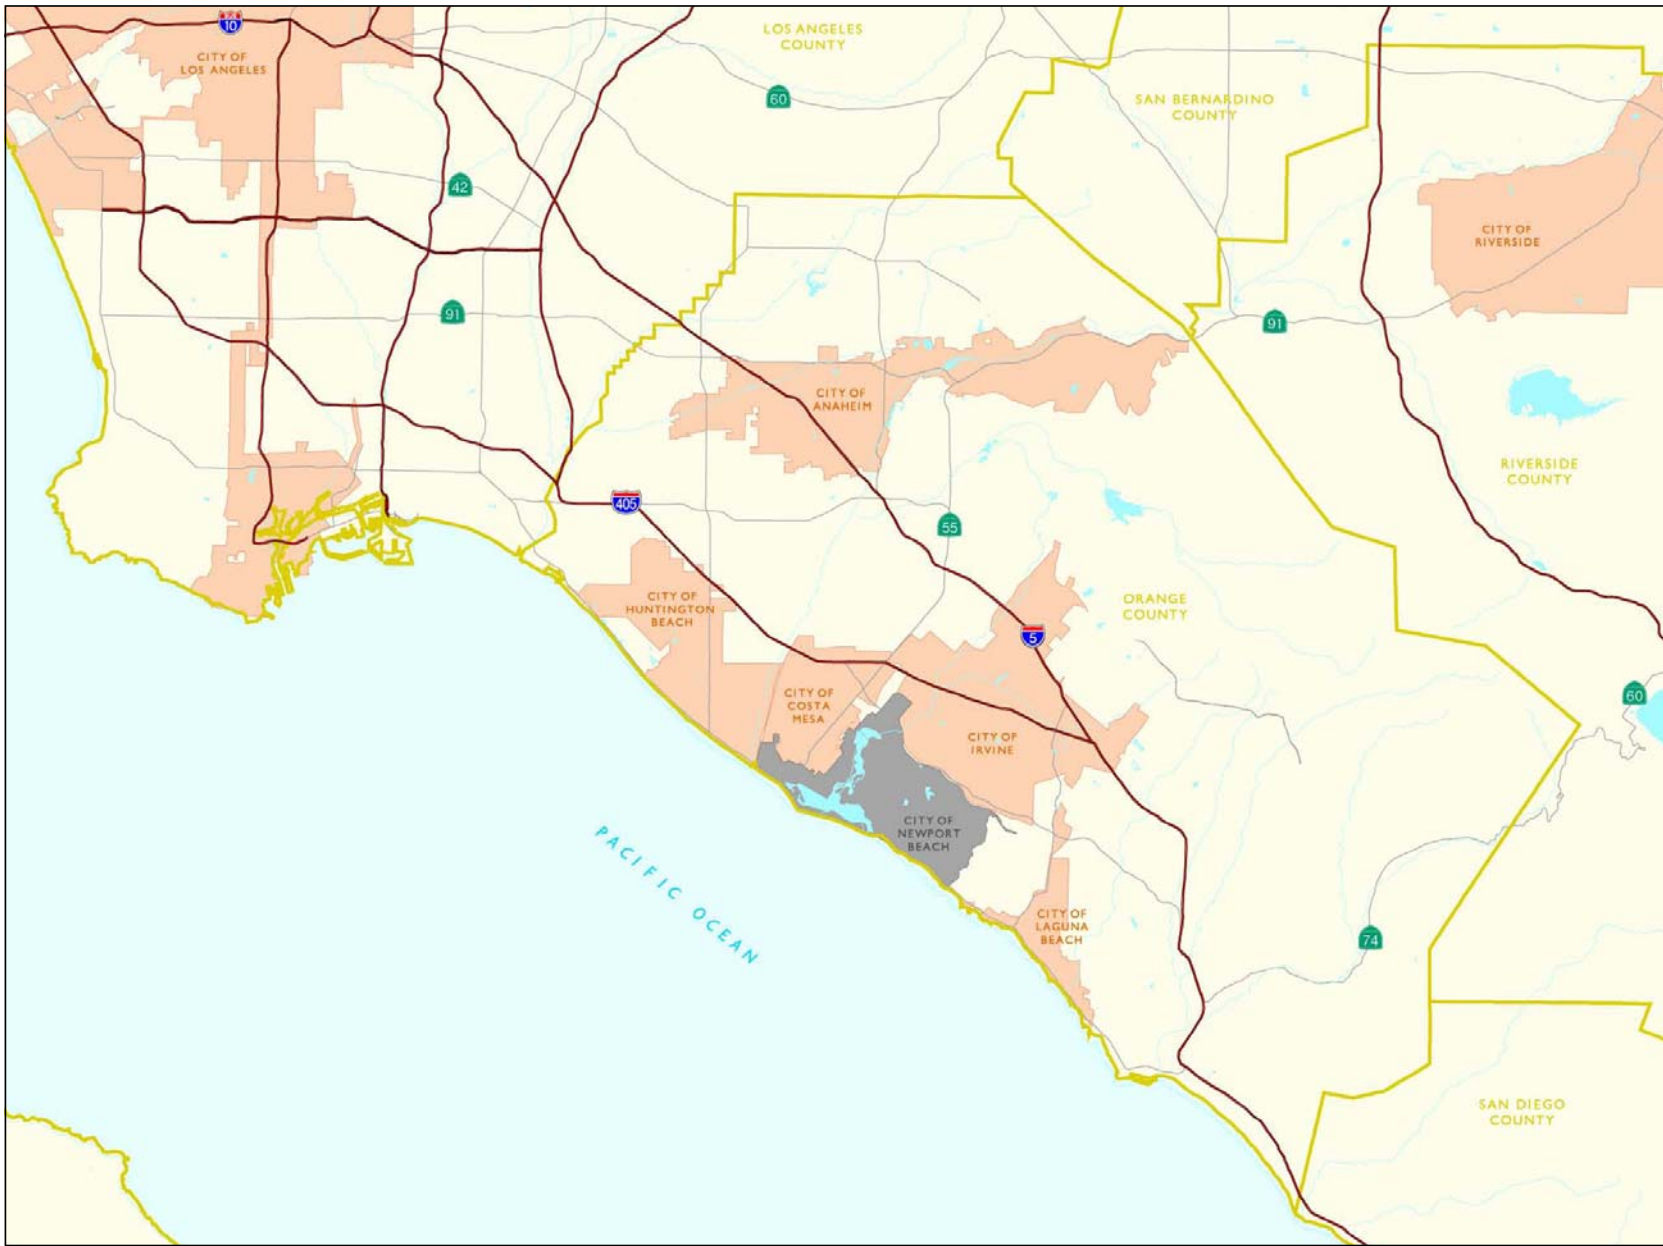 10
CITY OF
LOS ANGELES
LOS ANGELES
COUNTY
60
SAN BERNARDINO
COUNTY
42
CITY OF
RIVERSIDE
91
91
CITY OF
ANAHEIM
RIVERSIDE
COUNTY
405
55
CITY OF
HUNTINGTON
BEACH
ORANGE
COUNTY
5
60
CITY OF
COSTA
MESA
CITY OF
IRVINE
CITY OF
NEWPORT
BEACH
PACIFIC OCEAN
CITY OF
LAGUNA
BEACH
74
SAN DIEGO
COUNTY